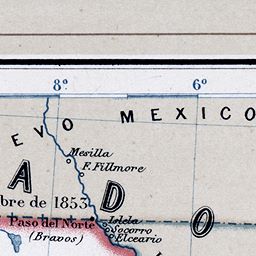 8° 6°
EVO MEXICO
Mesilla
F. Fillmore
A D O
bre de 1853
Isleta
Paso del Norte
Socorro
(Bravos)
Elceario